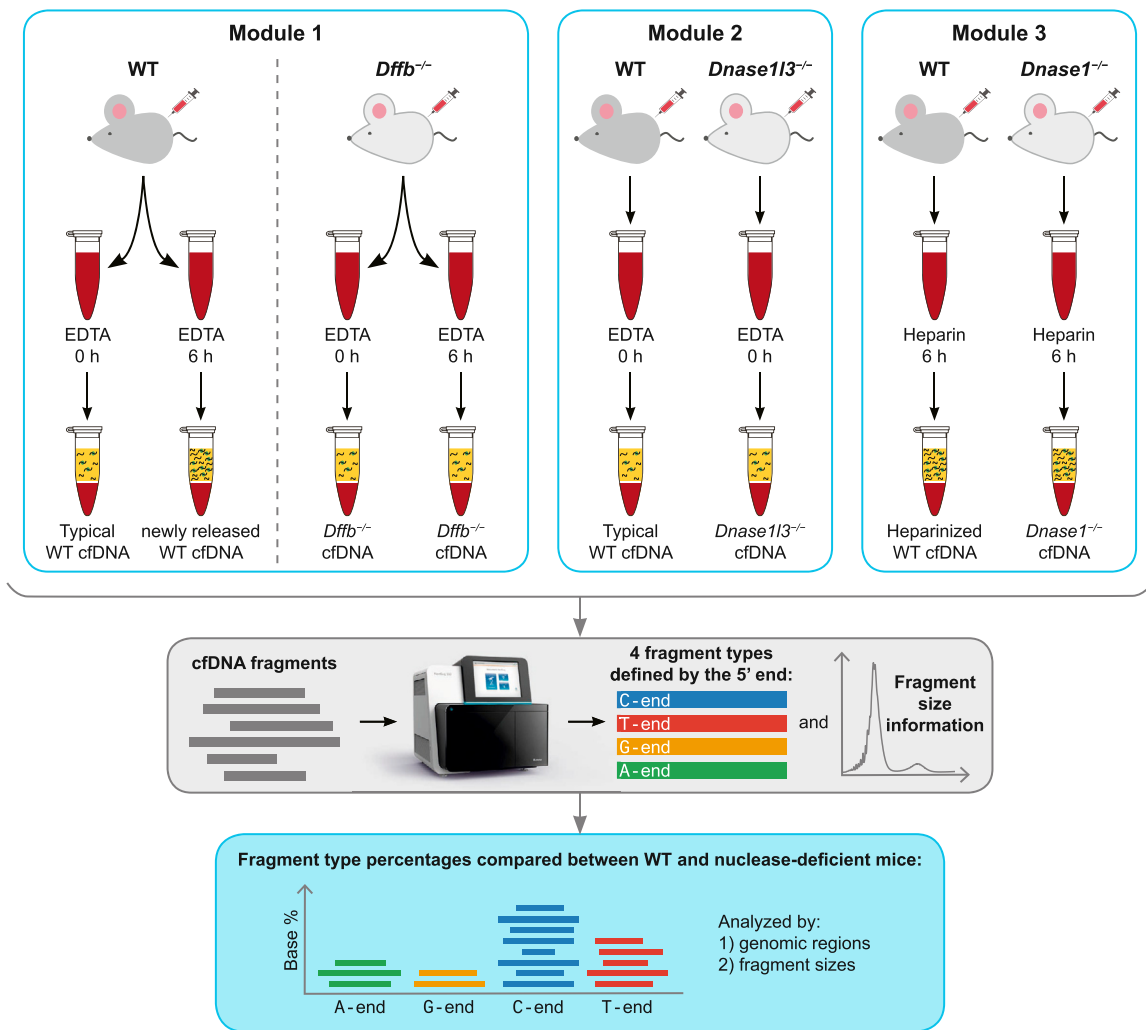 Module 1
WT
Dffb−/−
EDTA
0 h
EDTA
6 h
EDTA
0 h
EDTA
6 h
Typical
WT cfDNA
newly released
WT cfDNA
Dffb−/−
cfDNA
Dffb−/−
cfDNA
Module 2
WT
Dnase1l3−/−
EDTA
0 h
EDTA
0 h
Typical
WT cfDNA
Dnase1l3−/−
cfDNA
Module 3
WT
Dnase1−/−
Heparin
6 h
Heparin
6 h
Heparinized
WT cfDNA
Dnase1−/−
cfDNA
cfDNA fragments
4 fragment types
defined by the 5’ end:
C-end
T-end
G-end
A-end
and
Fragment
size
information
Fragment type percentages compared between WT and nuclease-deficient mice:
Base %
A-end
G-end
C-end
T-end
Analyzed by:
1) genomic regions
2) fragment sizes